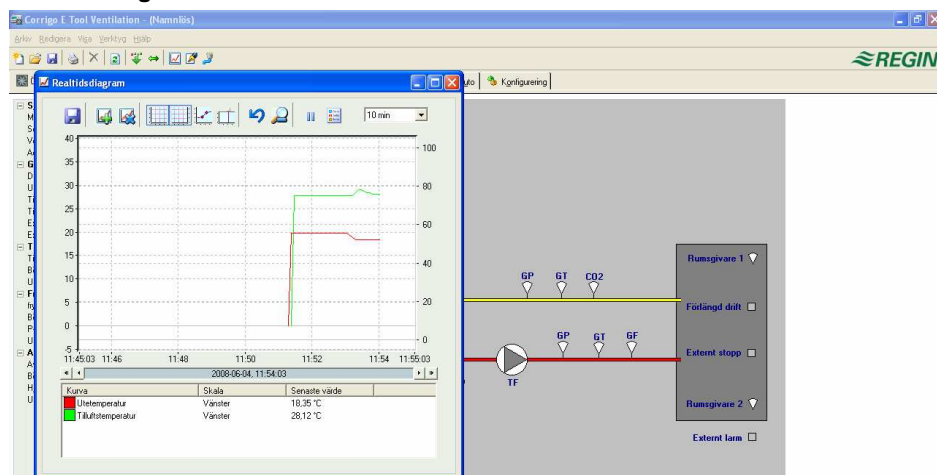 Corrigo E Tool Ventilation - (Namnlös)
Arkiv Redigera Visa Verktyg Hjälp
REGIN
Realtidsdiagram
Konfigurering
10 min
40
35
30
25
20
15
10
5
0
-5
100
80
60
40
20
0
11:45:03 11:46 11:48 11:50 11:52 11:54 11:55:03
2008-06-04, 11:54:03
Kurva Skala Senaste värde
Utetemperatur Vänster 18,35 °C
Tilluftstemperatur Vänster 28,12 °C
GP GT CO2
GP GT GF
TF
Rumsgivare 1
Förlängd drift
Externt stopp
Rumsgivare 2
Externt larm